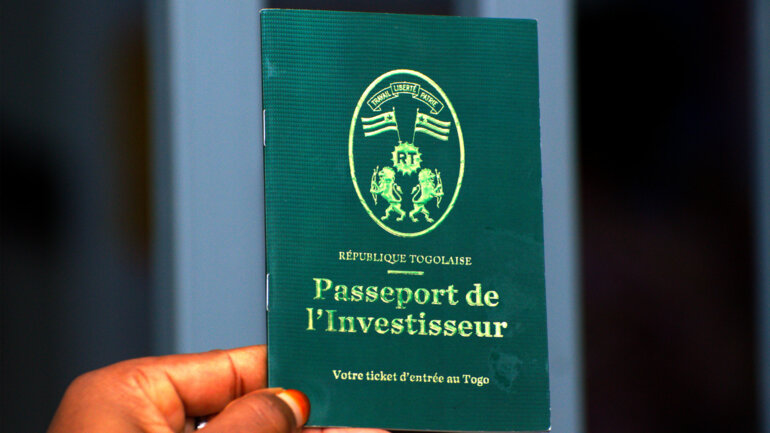 TRAVAIL LIBERTÉ PATRIE
RT
RÉPUBLIQUE TOGOLAISE
Passeport de
l'Investisseur
Votre ticket d'entrée au Togo